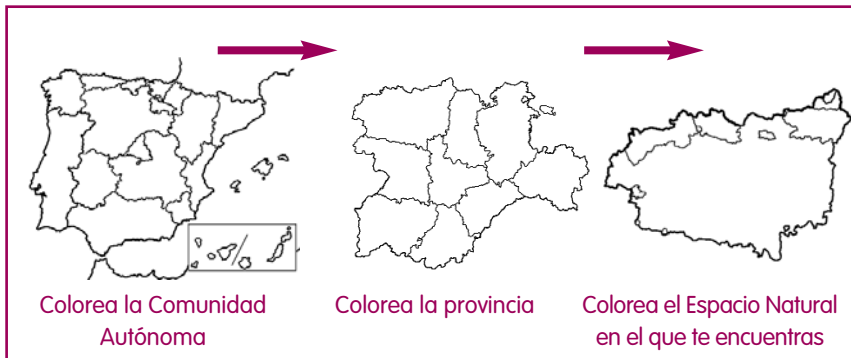 Colorea la Comunidad
Autónoma
Colorea la provincia
Colorea el Espacio Natural
en el que te encuentras